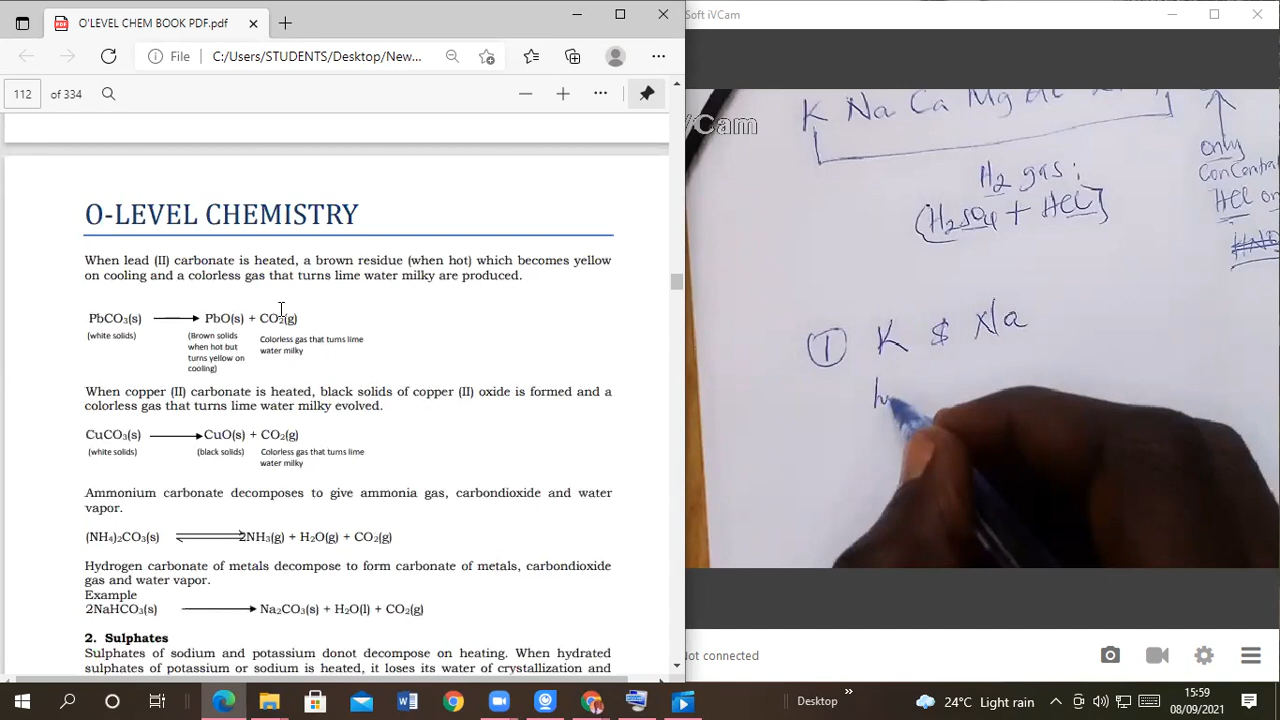 O'LEVEL CHEM BOOK PDF.pdf
File C:/Users/STUDENTS/Desktop/New...
112 of 334
O-LEVEL CHEMISTRY
When lead (II) carbonate is heated, a brown residue (when hot) which becomes yellow
on cooling and a colorless gas that turns lime water milky are produced.
PbCO3(s) PbO(s) + CO2(g)
(white solids)
(Brown solids
when hot but
turns yellow on
cooling)
Colorless gas that turns lime
water milky
When copper (II) carbonate is heated, black solids of copper (II) oxide is formed and a
colorless gas that turns lime water milky evolved.
CuCO3(s) CuO(s) + CO2(g)
(white solids) (black solids)
Colorless gas that turns lime
water milky
Ammonium carbonate decomposes to give ammonia gas, carbondioxide and water
vapor.
(NH4)2CO3(s) 2NH3(g) + H2O(g) + CO2(g)
Hydrogen carbonate of metals decompose to form carbonate of metals, carbondioxide
gas and water vapor.
Example
2NaHCO3(s) Na2CO3(s) + H2O(l) + CO2(g)
2. Sulphates
Sulphates of sodium and potassium donot decompose on heating. When hydrated
sulphates of potassium or sodium is heated, it loses its water of crystallization and
Soft iVCam
Cam
K Na Ca Mg
H2 gas:
(H2SO4 + HCl)
only
Concentra
HCl or
1 K $ Na
Not connected
Desktop
24°C Light rain
15:59
08/09/2021